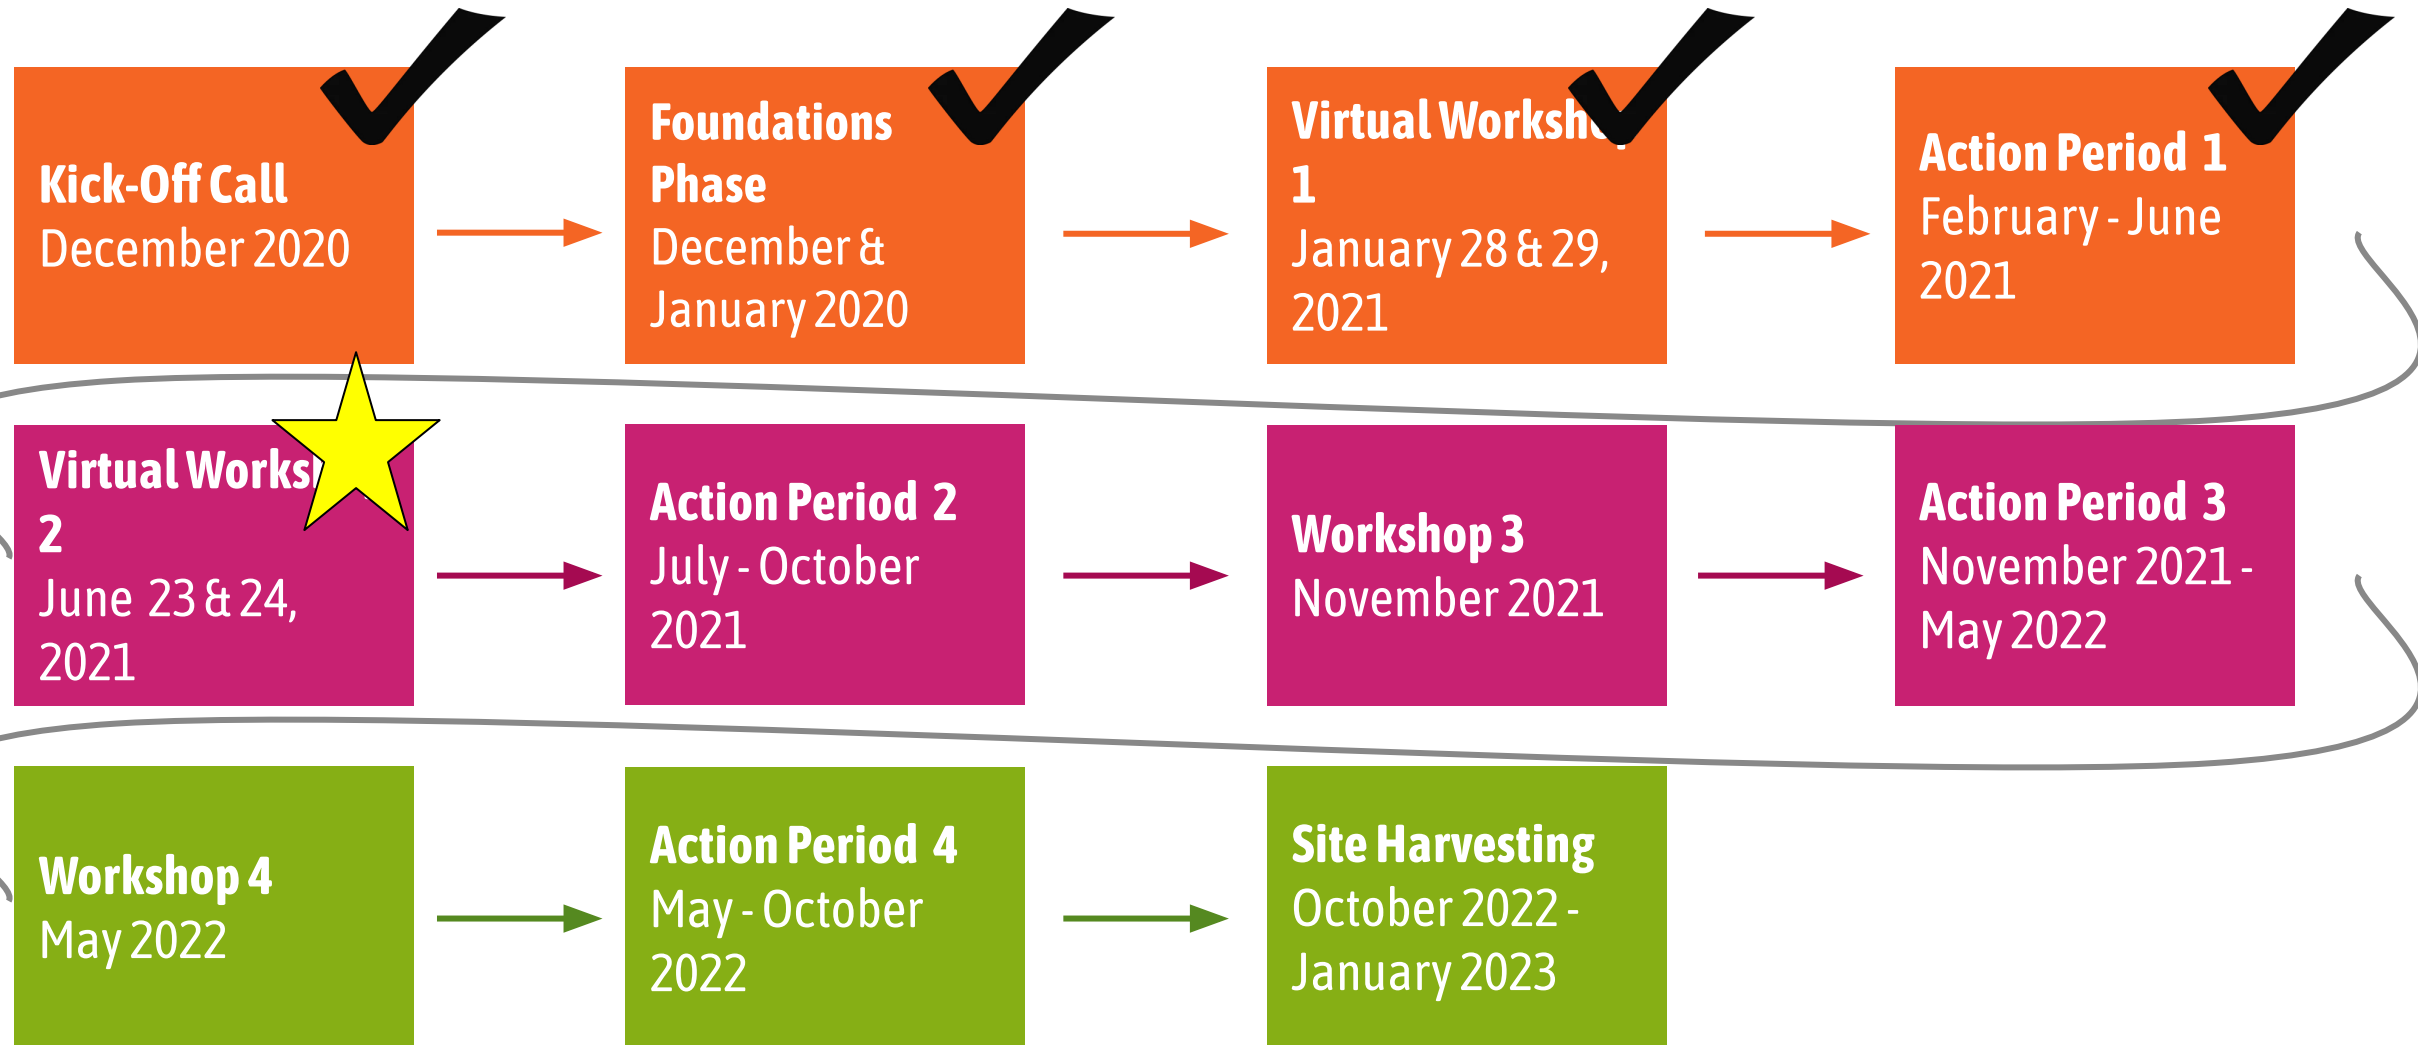 Kick-Off Call
December 2020
Foundations
Phase
December &
January 2020
Virtual
1
January 28 & 29,
2021
Action Period 1
February - June
2021
Virtual
2
June 23 & 24,
2021
Action Period 2
July - October
2021
Workshop 3
November 2021
Action Period 3
November 2021 -
May 2022
Workshop 4
May 2022
Action Period 4
May - October
2022
Site Harvesting
October 2022 -
January 2023